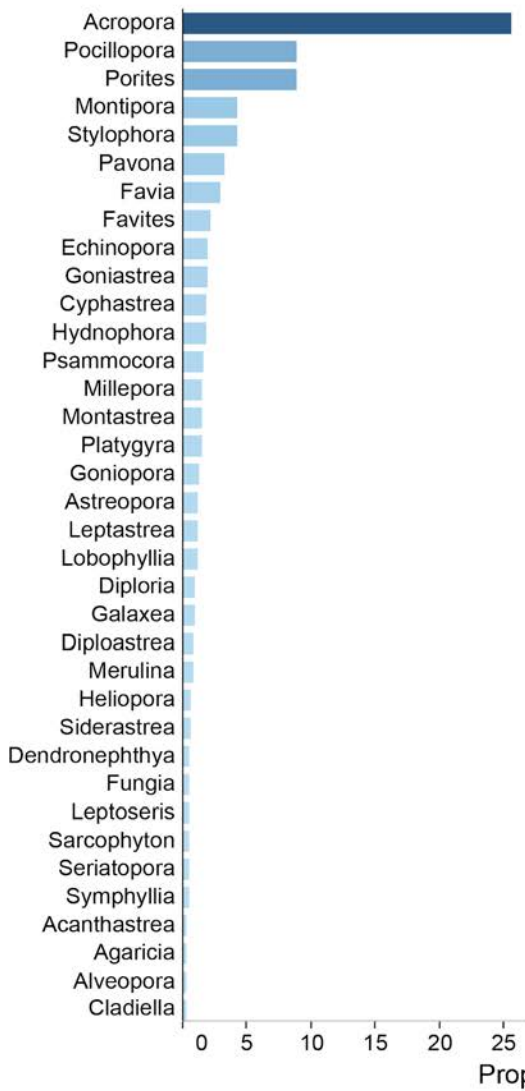 Acropora
Pocillopora
Porites
Montipora
Stylophora
Pavona
Favia
Favites
Echinopora
Goniastrea
Cyphastrea
Hydnophora
Psammocora
Millepora
Montastrea
Platygyra
Goniopora
Astreopora
Leptastrea
Lobophyllia
Diploria
Galaxea
Diploastrea
Merulina
Heliopora
Siderastrea
Dendronephthya
Fungia
Leptoseris
Sarcophyton
Seriatopora
Symphyllia
Acanthastrea
Agaricia
Alveopora
Cladiella
0 5 10 15 20 25
Prop